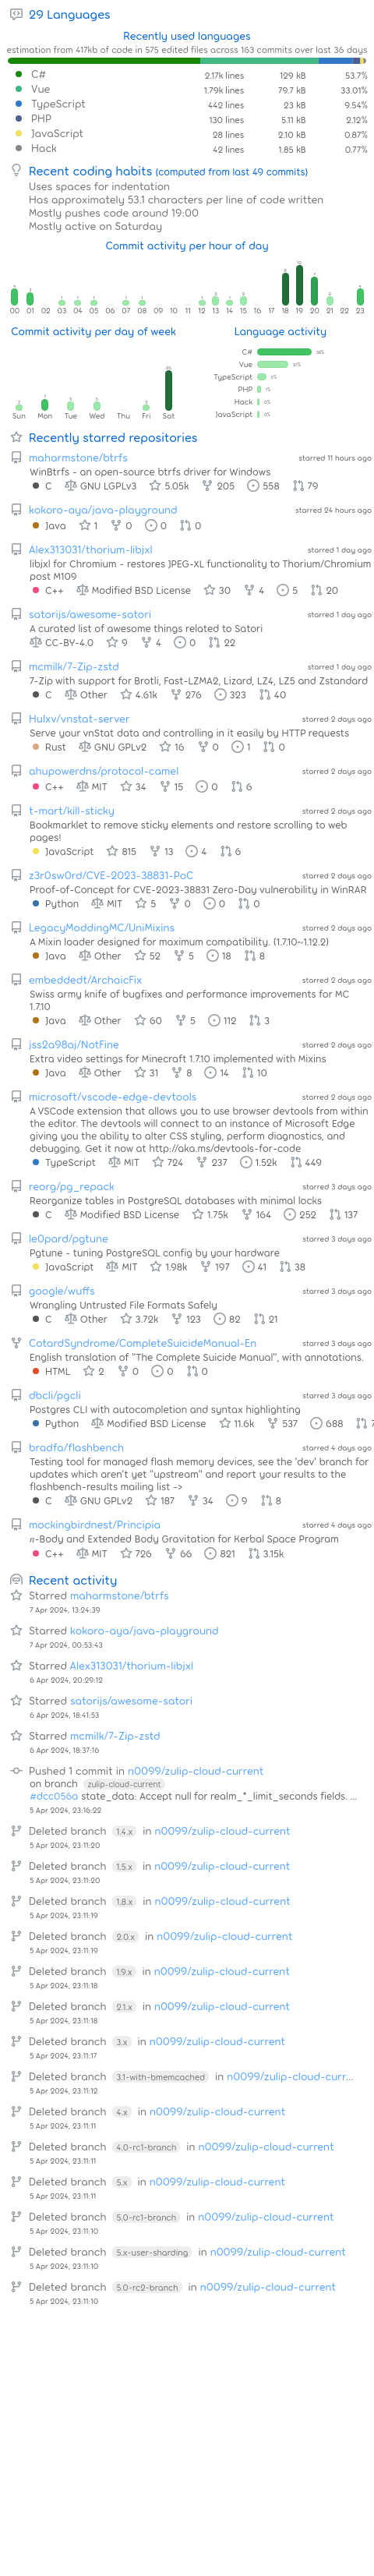 29 Languages
Recently used languages
estimation from 417kb of code in 575 edited files across 163 commits over last 36 days
C# 2.17k lines 129 kB 53.7%
Vue 1.79k lines 79.7 kB 33.01%
TypeScript 442 lines 23 kB 9.54%
PHP 130 lines 5.11 kB 2.12%
JavaScript 28 lines 2.10 kB 0.87%
Hack 42 lines 1.85 kB 0.77%
Recent coding habits (computed from last 49 commits)
Uses spaces for indentation
Has approximately 53.1 characters per line of code written
Mostly pushes code around 19:00
Mostly active on Saturday
Commit activity per hour of day
00 01 02 03 04 05 06 07 08 09 10 11 12 13 14 15 16 17 18 19 20 21 22 23
Commit activity per day of week Language activity
C#
Vue
TypeScript
PHP
Hack
JavaScript
Sun Mon Tue Wed Thu Fri Sat
Recently starred repositories
maharmstone/btrfs starred 11 hours ago
WinBtrfs - an open-source btrfs driver for Windows
C GNU LGPLv3 5.05k 205 558 79
kokoro-aya/java-playground starred 24 hours ago
Java 1 0 0 0
Alex313031/thorium-libjxl starred 1 day ago
libjxl for Chromium - restores JPEG-XL functionality to Thorium/Chromium
post M109
C++ Modified BSD License 30 4 5 20
satorijs/awesome-satori starred 1 day ago
A curated list of awesome things related to Satori
CC-BY-4.0 9 4 0 22
mcmilk/7-Zip-zstd starred 1 day ago
7-Zip with support for Brotli, Fast-LZMA2, Lizard, LZ4, LZ5 and Zstandard
C Other 4.61k 276 323 40
Hulxv/vnstat-server starred 2 days ago
Serve your vnStat data and controlling in it easily by HTTP requests
Rust GNU GPLv2 16 0 1 0
ahupowerdns/protocol-camel starred 2 days ago
C++ MIT 34 15 0 6
t-mart/kill-sticky starred 2 days ago
Bookmarklet to remove sticky elements and restore scrolling to web
pages!
JavaScript 815 13 4 6
z3r0sw0rd/CVE-2023-38831-PoC starred 2 days ago
Proof-of-Concept for CVE-2023-38831 Zero-Day vulnerability in WinRAR
Python MIT 5 0 0 0
LegacyModdingMC/UniMixins starred 2 days ago
A Mixin loader designed for maximum compatibility. (1.7.10~1.12.2)
Java Other 52 5 18 8
embeddedt/ArchaicFix starred 2 days ago
Swiss army knife of bugfixes and performance improvements for MC
1.7.10
Java Other 60 5 112 3
jss2a98aj/NotFine starred 2 days ago
Extra video settings for Minecraft 1.7.10 implemented with Mixins
Java Other 31 8 14 10
microsoft/vscode-edge-devtools starred 2 days ago
A VSCode extension that allows you to use browser devtools from within
the editor. The devtools will connect to an instance of Microsoft Edge
giving you the ability to alter CSS styling, perform diagnostics, and
debugging. Get it now at http://aka.ms/devtools-for-code
TypeScript MIT 724 237 1.52k 449
reorg/pg_repack starred 3 days ago
Reorganize tables in PostgreSQL databases with minimal locks
C Modified BSD License 1.75k 164 252 137
le0pard/pgtune starred 3 days ago
Pgtune - tuning PostgreSQL config by your hardware
JavaScript MIT 1.98k 197 41 38
google/wuffs starred 3 days ago
Wrangling Untrusted File Formats Safely
C Other 3.72k 123 82 21
CotardSyndrome/CompleteSuicideManual-En starred 3 days ago
English translation of "The Complete Suicide Manual", with annotations.
HTML 2 0 0 0
dbcli/pgcli starred 3 days ago
Postgres CLI with autocompletion and syntax highlighting
Python Modified BSD License 11.6k 537 688
bradfa/flashbench starred 4 days ago
Testing tool for managed flash memory devices, see the 'dev' branch for
updates which aren't yet "upstream" and report your results to the
flashbench-results mailing list ->
C GNU GPLv2 187 34 9 8
mockingbirdnest/Principia starred 4 days ago
n-Body and Extended Body Gravitation for Kerbal Space Program
C++ MIT 726 66 821 3.15k
Recent activity
Starred maharmstone/btrfs
7 Apr 2024, 13:24:39
Starred kokoro-aya/java-playground
7 Apr 2024, 00:53:43
Starred Alex313031/thorium-libjxl
6 Apr 2024, 20:29:12
Starred satorijs/awesome-satori
6 Apr 2024, 18:41:53
Starred mcmilk/7-Zip-zstd
6 Apr 2024, 18:37:16
Pushed 1 commit in n0099/zulip-cloud-current
on branch zulip-cloud-current
#dcc056a state_data: Accept null for realm_*_limit_seconds fields. ...
5 Apr 2024, 23:16:22
Deleted branch 1.4.x in n0099/zulip-cloud-current
5 Apr 2024, 23:11:20
Deleted branch 1.5.x in n0099/zulip-cloud-current
5 Apr 2024, 23:11:20
Deleted branch 1.8.x in n0099/zulip-cloud-current
5 Apr 2024, 23:11:19
Deleted branch 2.0.x in n0099/zulip-cloud-current
5 Apr 2024, 23:11:19
Deleted branch 1.9.x in n0099/zulip-cloud-current
5 Apr 2024, 23:11:18
Deleted branch 2.1.x in n0099/zulip-cloud-current
5 Apr 2024, 23:11:18
Deleted branch 3.x in n0099/zulip-cloud-current
5 Apr 2024, 23:11:17
Deleted branch 3.1-with-bmemcached in n0099/zulip-cloud-curr...
5 Apr 2024, 23:11:12
Deleted branch 4.x in n0099/zulip-cloud-current
5 Apr 2024, 23:11:11
Deleted branch 4.0-rc1-branch in n0099/zulip-cloud-current
5 Apr 2024, 23:11:11
Deleted branch 5.x in n0099/zulip-cloud-current
5 Apr 2024, 23:11:11
Deleted branch 5.0-rc1-branch in n0099/zulip-cloud-current
5 Apr 2024, 23:11:10
Deleted branch 5.x-user-sharding in n0099/zulip-cloud-current
5 Apr 2024, 23:11:10
Deleted branch 5.0-rc2-branch in n0099/zulip-cloud-current
5 Apr 2024, 23:11:10